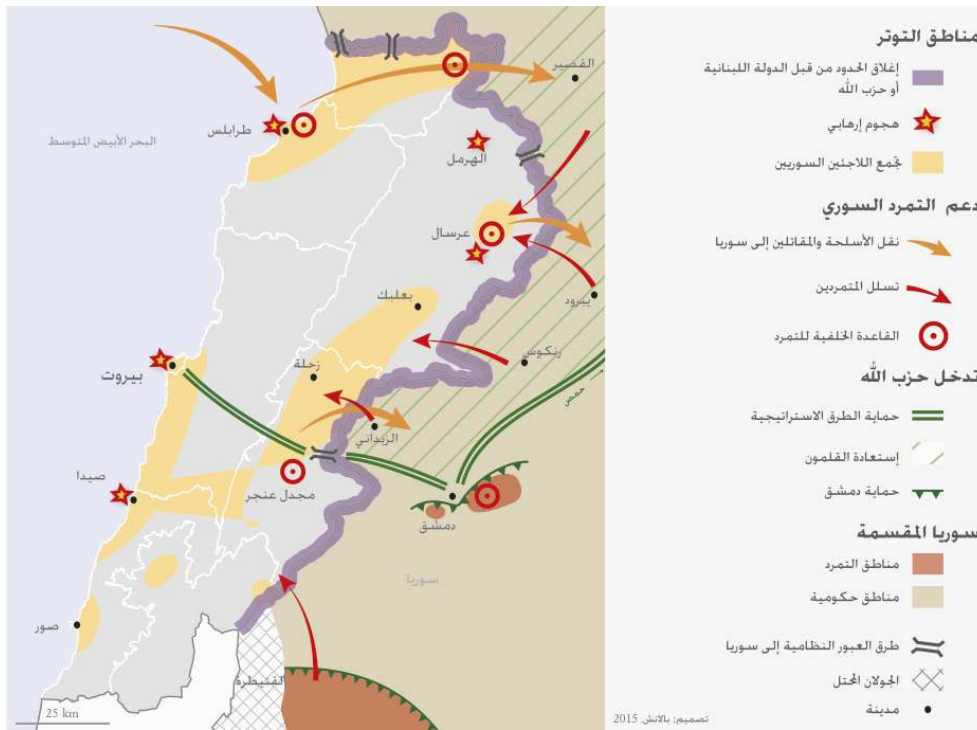 البحر الأبيض المتوسط
القصير
طرابلس
الهرمل
عرسال
يبرود
بعلبك
رنكوس
حمص
زحلة
بيروت
الزبداني
مجدل عنجر
صيدا
دمشق
سوريا
صور
القنيطرة
25 km
مناطق التوتر
إغلاق الحدود من قبل الدولة اللبنانية
أو حزب الله
هجوم إرهابي
تجمع اللاجئين السوريين
دعم التمرد السوري
نقل الأسلحة والمقاتلين إلى سوريا
تسلل المتمردين
القاعدة الخلفية للتمرد
تدخل حزب الله
حماية الطرق الاستراتيجية
إستعادة القلمون
حماية دمشق
سوريا المقسمة
مناطق التمرد
مناطق حكومية
طرق العبور النظامية إلى سوريا
الجولان المحتل
مدينة
تصميم: بالانش 2015